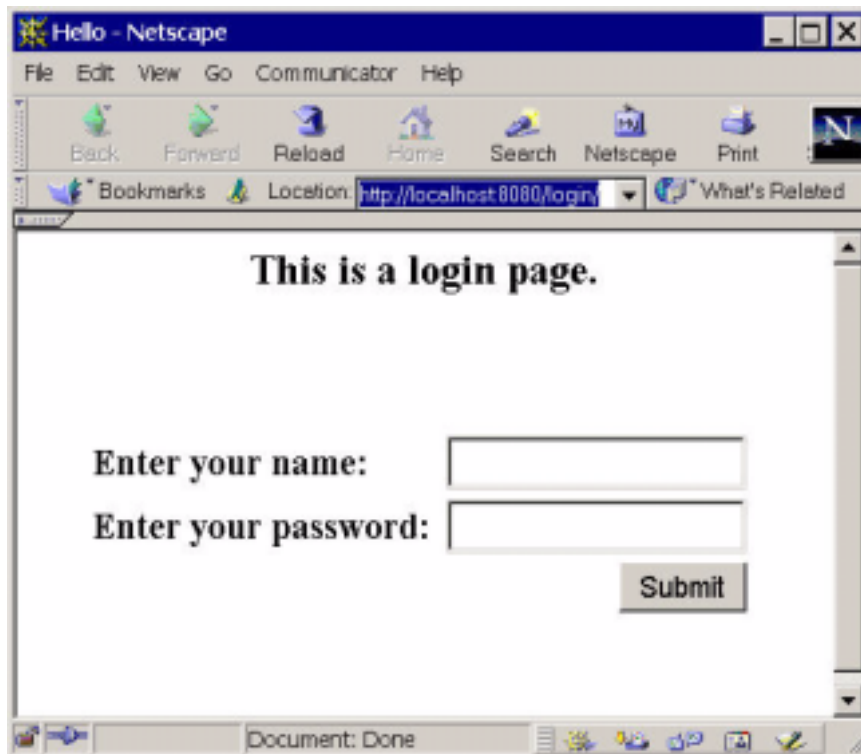 Hello - Netscape
File Edit View Go Communicator Help
Back Forward Reload Home Search Netscape Print N
Bookmarks Location: http://localhost:8080/login/ What's Related
This is a login page.
Enter your name:
Enter your password:
Submit
Document: Done